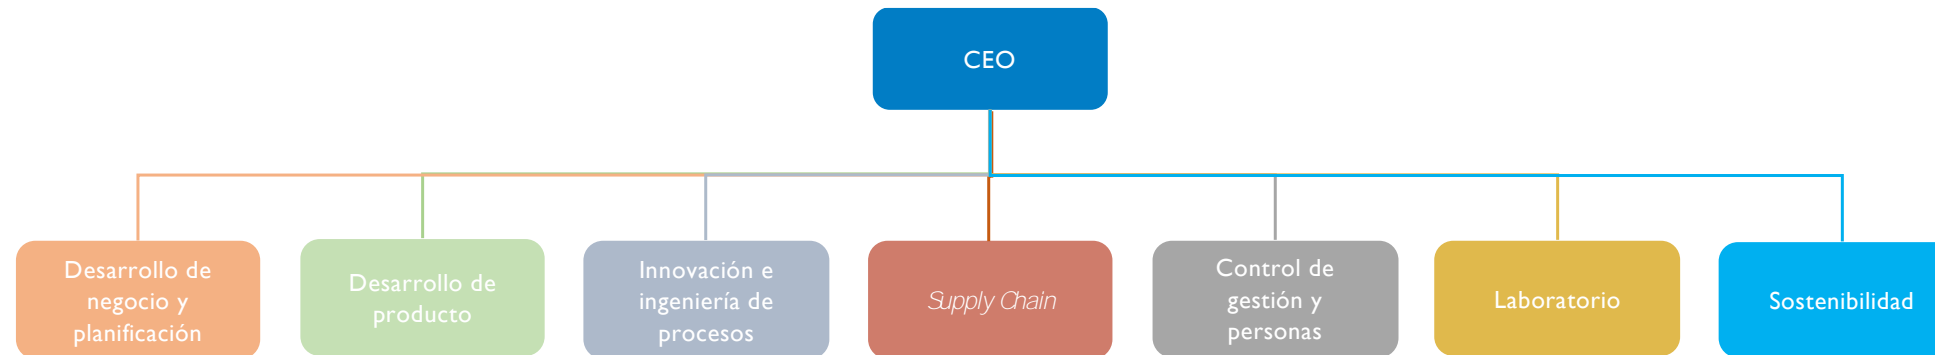 CEO
Desarrollo de
negocio y
planificación
Desarrollo de
producto
Innovación e
ingeniería de
procesos
Supply Chain
Control de
gestión y
personas
Laboratorio
Sostenibilidad